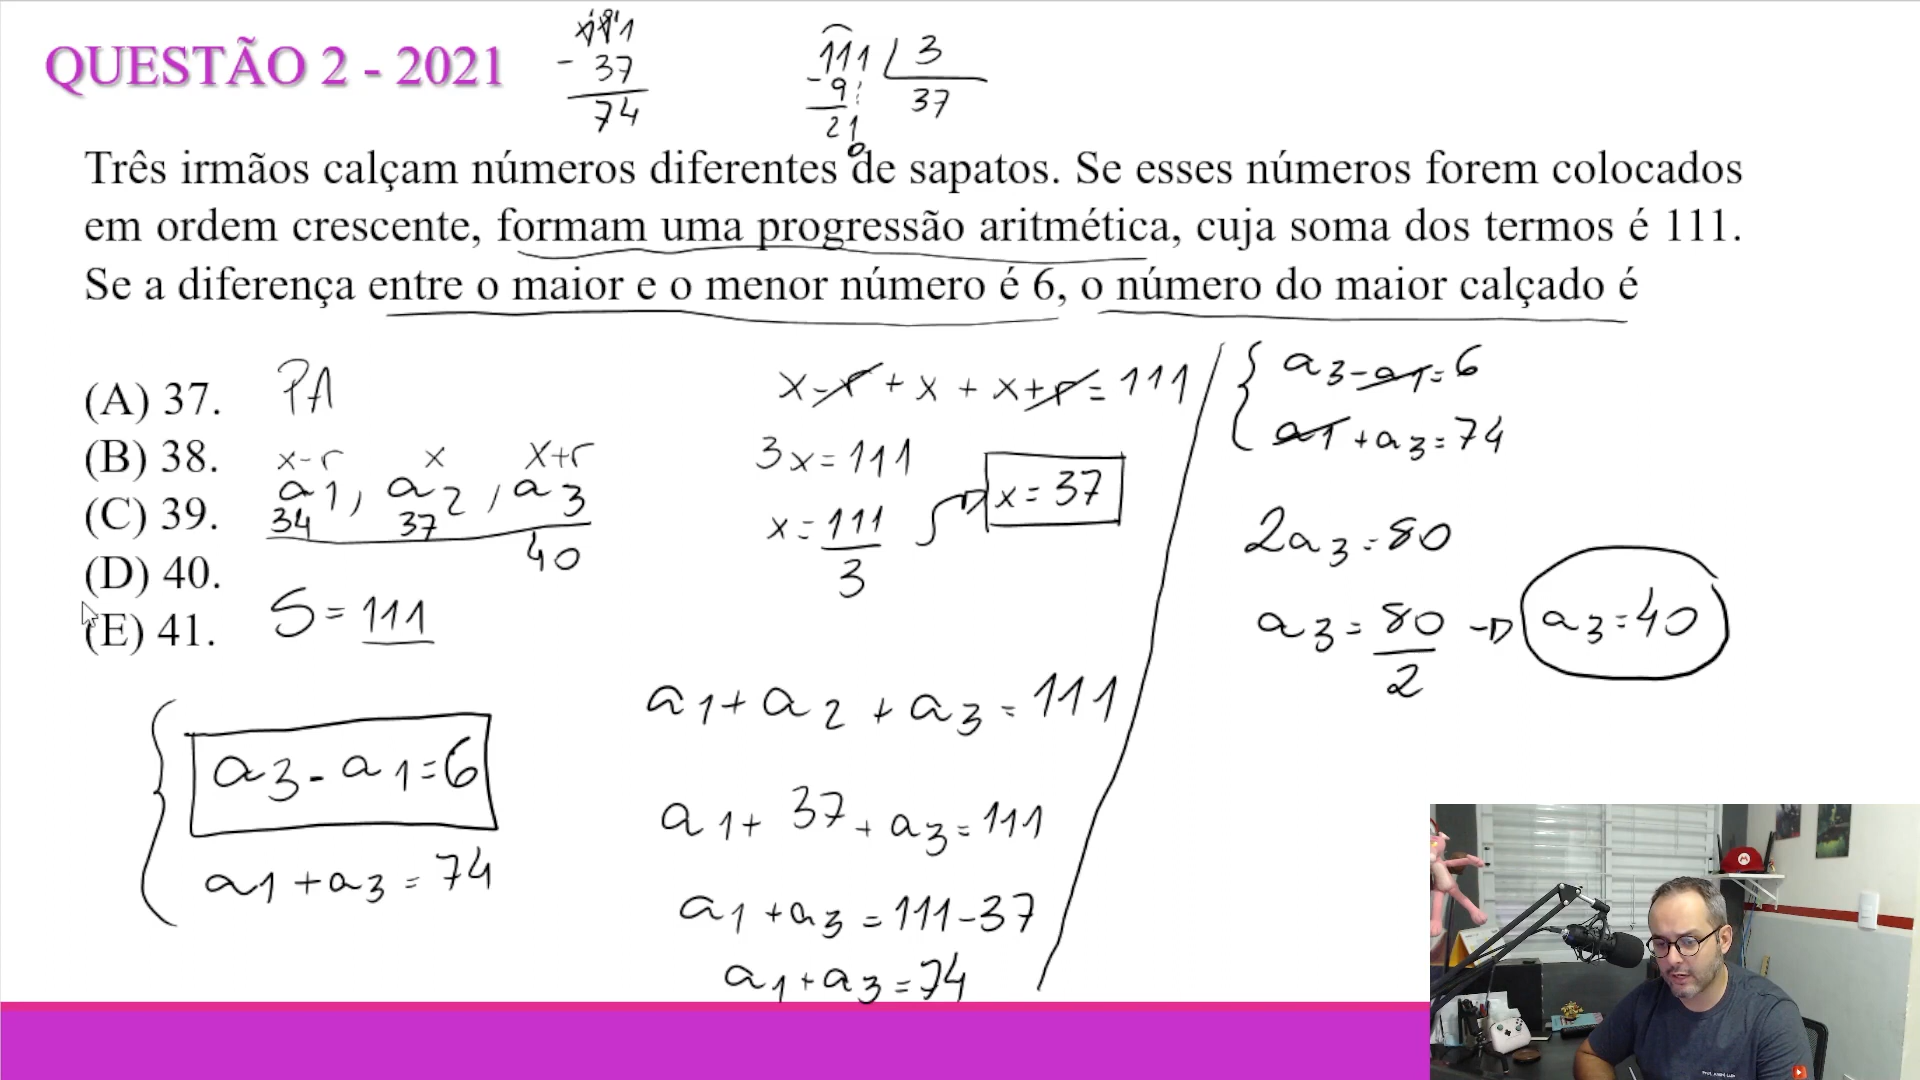 QUESTÃO 2 - 2021
111
- 37
74
111 | 3
- 9
37
21
0
Três irmãos calçam números diferentes de sapatos. Se esses números forem colocados
em ordem crescente, formam uma progressão aritmética, cuja soma dos termos é 111.
Se a diferença entre o maior e o menor número é 6, o número do maior calçado é
(A) 37.
(B) 38.
(C) 39.
(D) 40.
(E) 41.
PA
x-r x x+r
a1, a2, a3
34 37 40
S = 111
a3 - a1 = 6
a1 + a3 = 74
x-r + x + x+r = 111
3x = 111
x = 111
3
x = 37
a1 + a2 + a3 = 111
a1 + 37 + a3 = 111
a1 + a3 = 111 - 37
a1 + a3 = 74
a3 - a1 = 6
a1 + a3 = 74
2a3 = 80
a3 = 80
2
a3 = 40